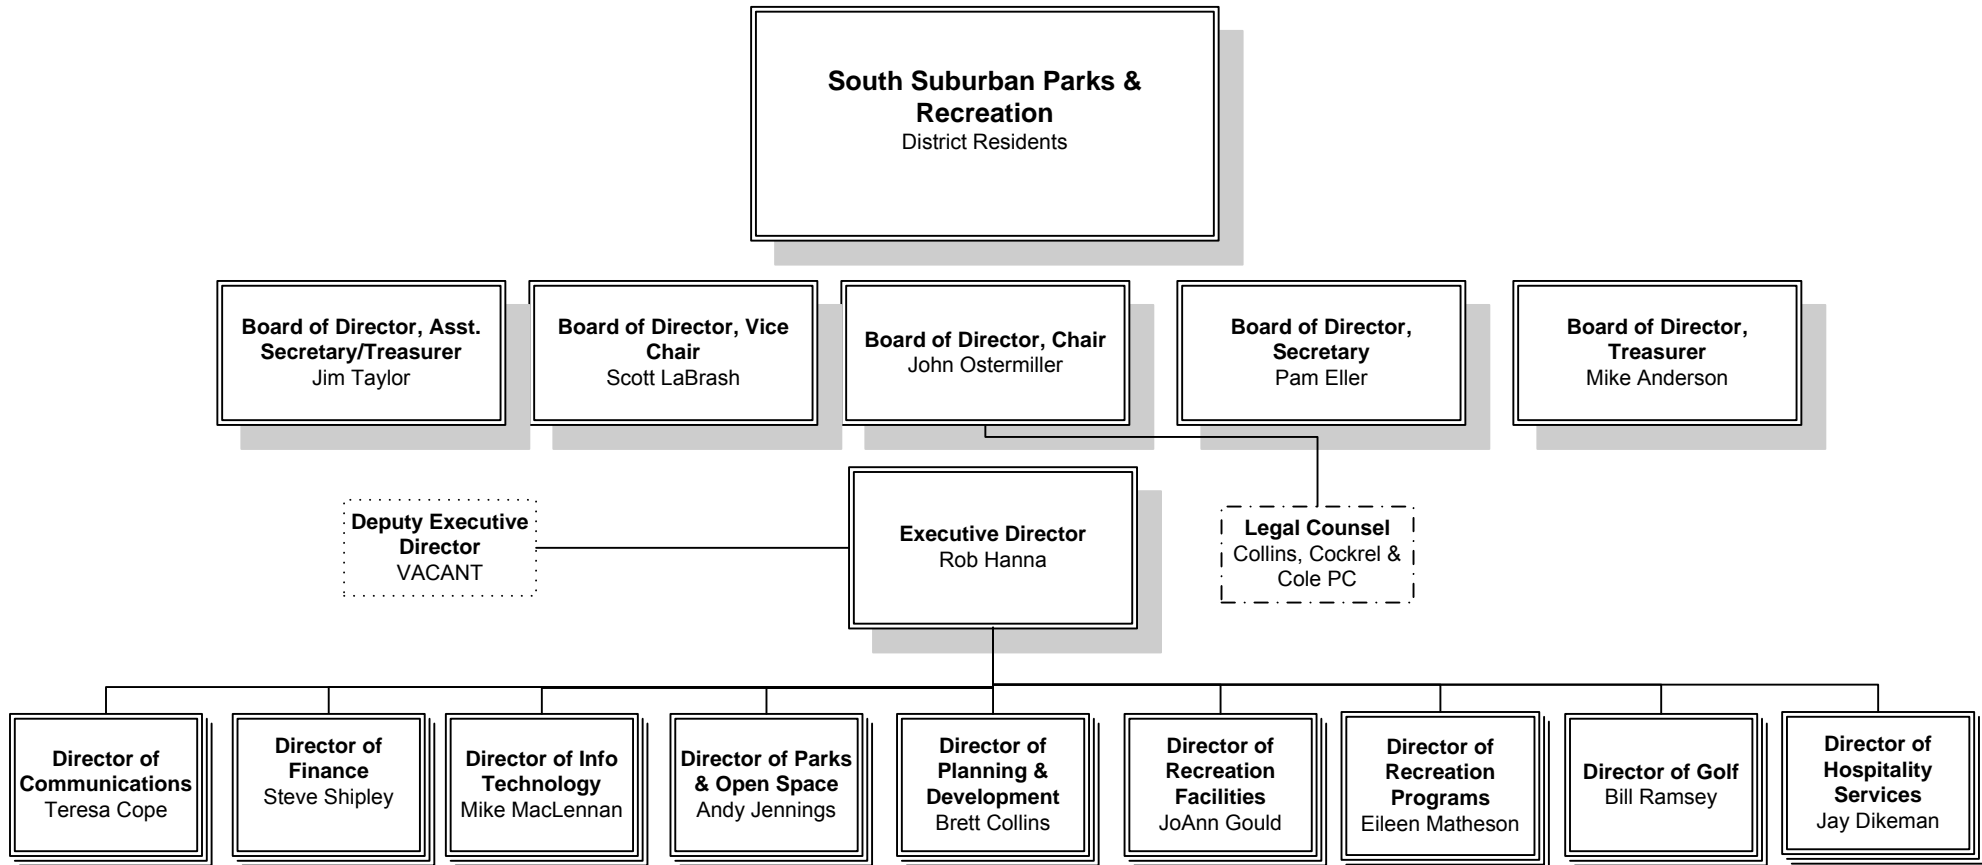 South Suburban Parks &
Recreation
District Residents
Board of Director, Asst.
Secretary/Treasurer
Jim Taylor
Board of Director, Vice
Chair
Scott LaBrash
Board of Director, Chair
John Ostermiller
Board of Director,
Secretary
Pam Eller
Board of Director,
Treasurer
Mike Anderson
Deputy Executive
Director
VACANT
Executive Director
Rob Hanna
Legal Counsel
Collins, Cockrel &
Cole PC
Director of
Communications
Teresa Cope
Director of
Finance
Steve Shipley
Director of Info
Technology
Mike MacLennan
Director of Parks
& Open Space
Andy Jennings
Director of
Planning &
Development
Brett Collins
Director of
Recreation
Facilities
JoAnn Gould
Director of
Recreation
Programs
Eileen Matheson
Director of Golf
Bill Ramsey
Director of
Hospitality
Services
Jay Dikeman